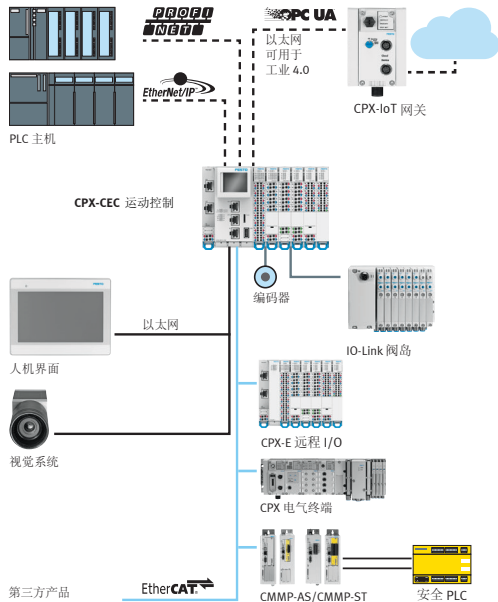 PROFI
NET
OPC UA
以太网
可用于
工业 4.0
EtherNet/IP
CPX-IoT 网关
PLC 主机
CPX-CEC 运动控制
FESTO
编码器
以太网
IO-Link 阀岛
人机界面
CPX-E 远程 I/O
视觉系统
CPX 电气终端
第三方产品
EtherCAT
CMMP-AS/CMMP-ST
安全 PLC